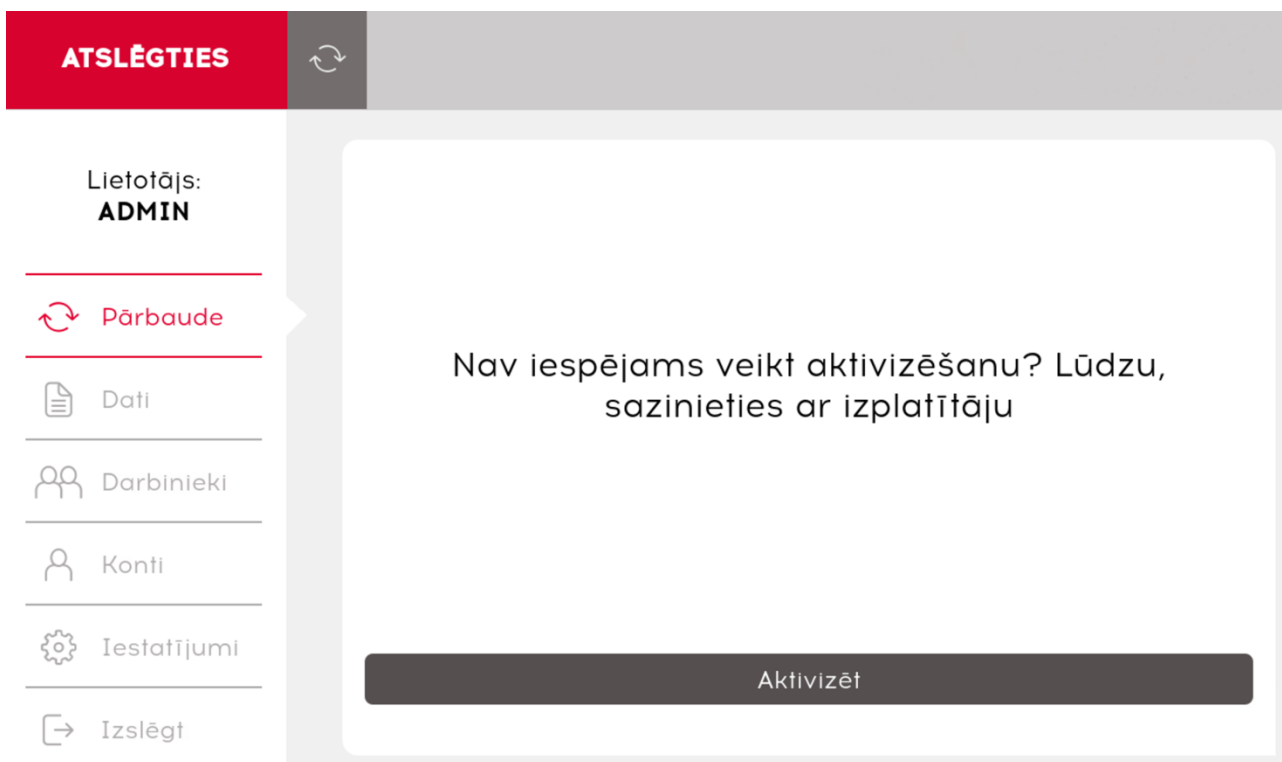 ATSLĒGTIES
Lietotājs:
ADMIN
Pārbaude
Dati
Darbinieki
Konti
Iestatījumi
Izslēgt
Nav iespējams veikt aktivizēšanu? Lūdzu,
sazinieties ar izplatītāju
Aktivizēt